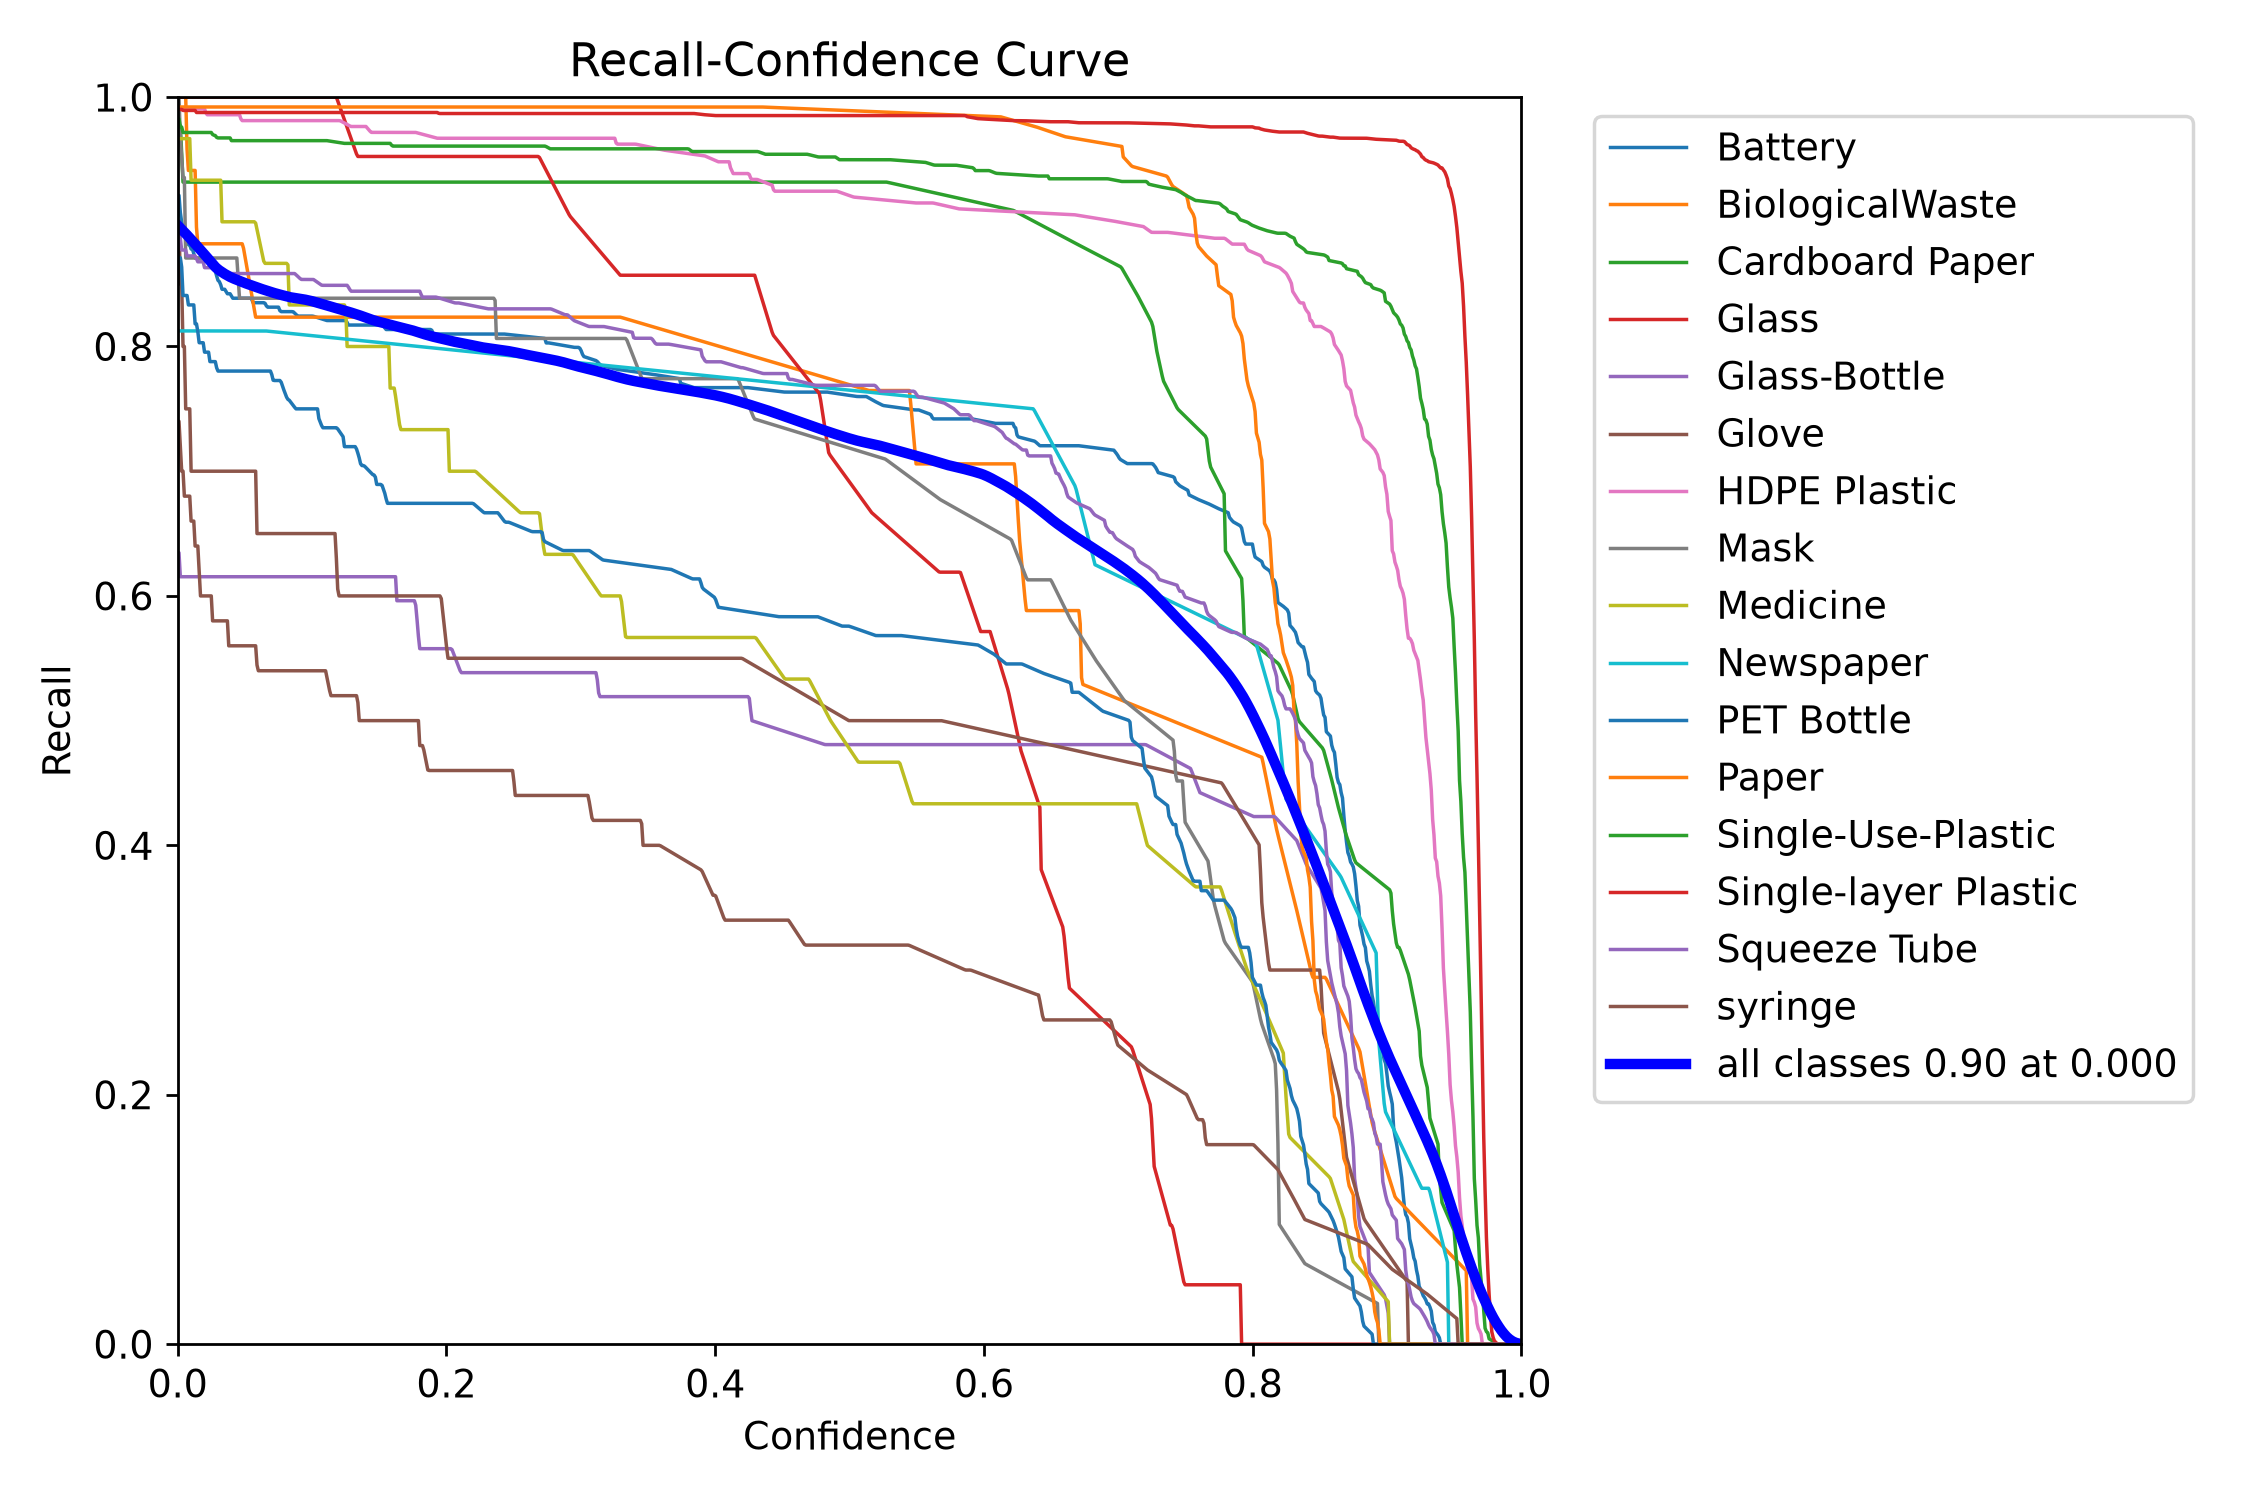 Recall-Confidence Curve
1.0
0.8
0.6
0.4
0.2
0.0
Recall
0.0 0.2 0.4 0.6 0.8 1.0
Confidence
Battery
BiologicalWaste
Cardboard Paper
Glass
Glass-Bottle
Glove
HDPE Plastic
Mask
Medicine
Newspaper
PET Bottle
Paper
Single-Use-Plastic
Single-layer Plastic
Squeeze Tube
syringe
all classes 0.90 at 0.000